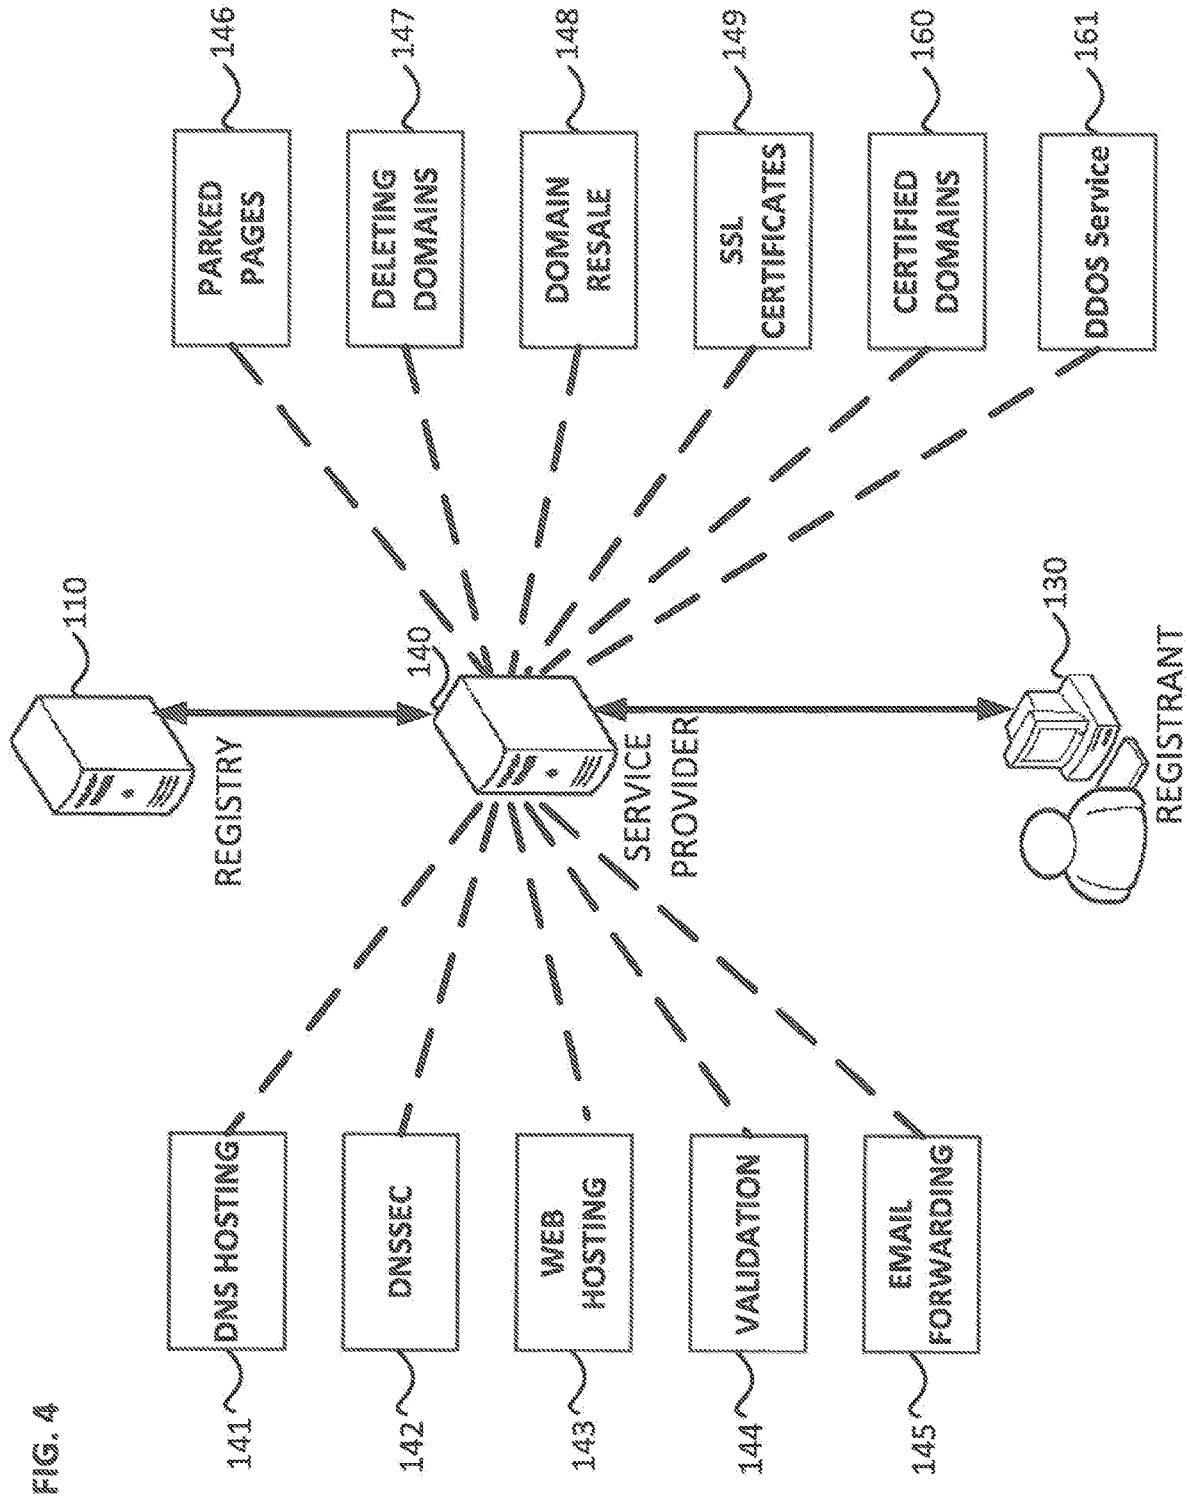 FIG. 4
REGISTRY
110
140
SERVICE
PROVIDER
130
REGISTRANT
141
DNS HOSTING
142
DNSSEC
143
WEB
HOSTING
144
VALIDATION
145
EMAIL
FORWARDING
PARKED
PAGES
146
DELETING
DOMAINS
147
DOMAIN
RESALE
148
SSL
CERTIFICATES
149
CERTIFIED
DOMAINS
160
DDOS Service
161